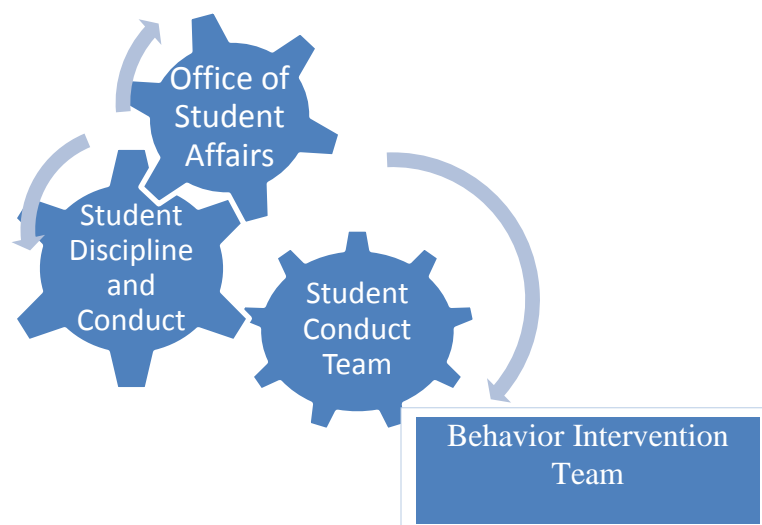 Office of
Student
Affairs
Student
Discipline
and
Conduct
Student
Conduct
Team
Behavior Intervention
Team